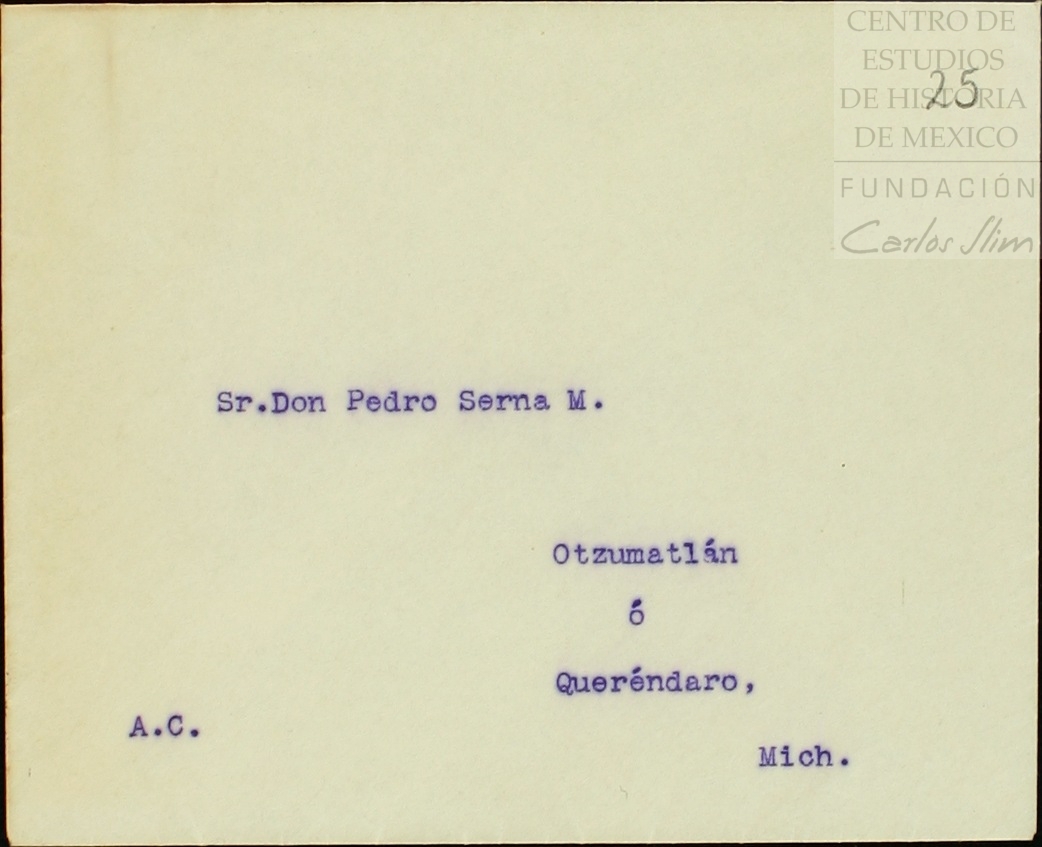 CENTRO DE
ESTUDIOS
DE HISTORIA
DE MEXICO
25
FUNDACIÓN
Carlos Slim
Sr.Don Pedro Serna M.
Otzumatlán
ó
Queréndaro,
A.C.
Mich.